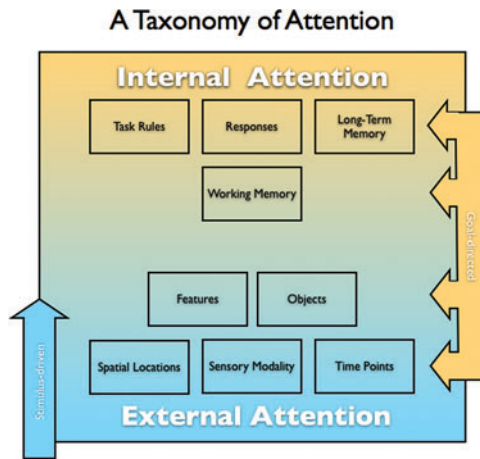 A Taxonomy of Attention
Internal Attention
Task Rules
Responses
Long-Term
Memory
Working Memory
Goal-directed
Features
Objects
Stimulus-driven
Spatial Locations
Sensory Modality
Time Points
External Attention